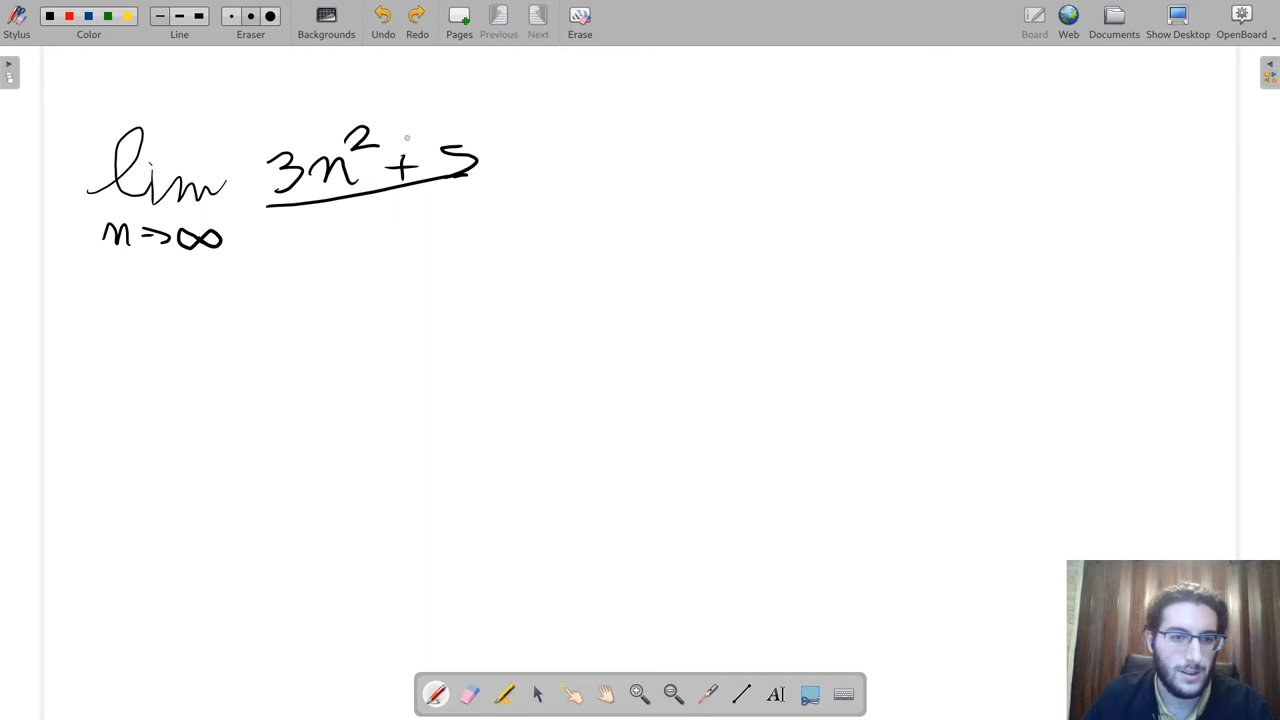 Stylus Color Line Eraser Backgrounds Undo Redo Pages Previous Next Erase Board Web Documents Show Desktop OpenBoard
lim 3n² + 5
n → ∞